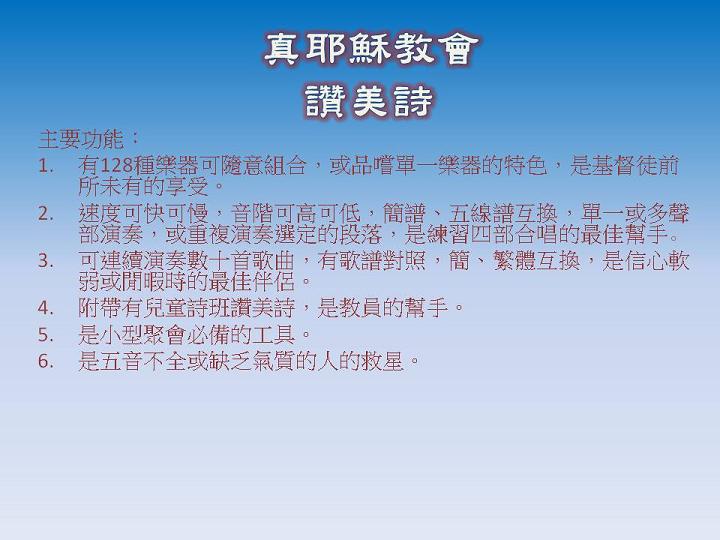 真耶穌教會
讚美詩
主要功能：
1. 有128種樂器可隨意組合，或品嚐單一樂器的特色，是基督徒前
所未有的享受。
2. 速度可快可慢，音階可高可低，簡譜、五線譜互換，單一或多聲
部演奏，或重複演奏選定的段落，是練習四部合唱的最佳幫手。
3. 可連續演奏數十首歌曲，有歌譜對照，簡、繁體互換，是信心軟
弱或閒暇時的最佳伴侶。
4. 附帶有兒童詩班讚美詩，是教員的幫手。
5. 是小型聚會必備的工具。
6. 是五音不全或缺乏氣質的人的救星。